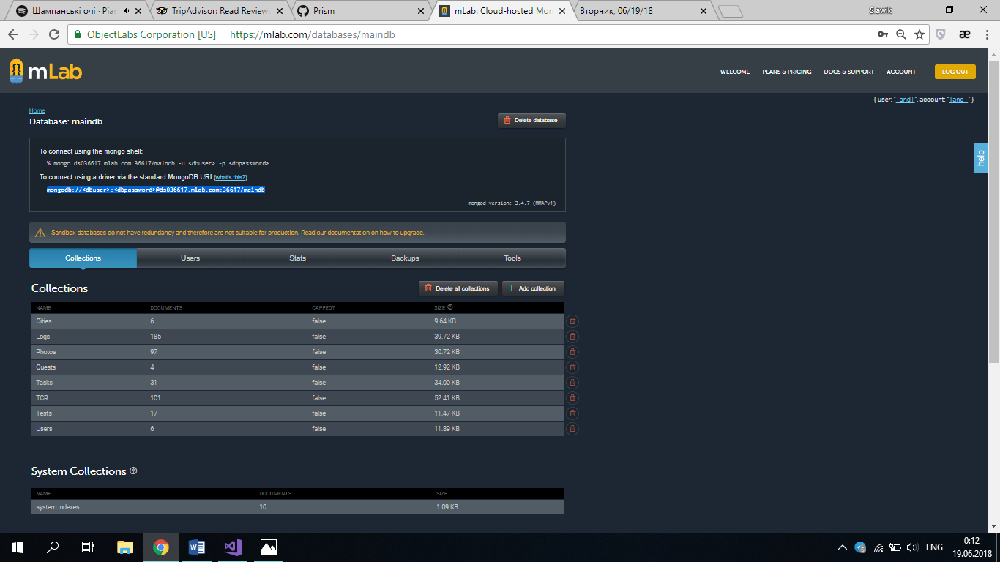 Шампанські очі · Piar
TripAdvisor: Read Reviews
Prism
mLab: Cloud-hosted Mon
Вторник, 06/19/18
Slawik
ObjectLabs Corporation [US]
https://mlab.com/databases/maindb
mLab
WELCOME PLANS & PRICING DOCS & SUPPORT ACCOUNT LOG OUT
{ user: "TandT", account: "TandT" }
Home
Database: maindb
Delete database
To connect using the mongo shell:
% mongo ds036617.mlab.com:36617/maindb -u <dbuser> -p <dbpassword>
To connect using a driver via the standard MongoDB URI (what's this?):
mongodb://<dbuser>:<dbpassword>@ds036617.mlab.com:36617/maindb
mongod version: 3.4.7 (MMAPv1)
help
Sandbox databases do not have redundancy and therefore are not suitable for production. Read our documentation on how to upgrade.
Collections Users Stats Backups Tools
Collections
Delete all collections
Add collection
NAME DOCUMENTS CAPPED? SIZE
Cities 6 false 9.64 KB
Logs 185 false 39.72 KB
Photos 97 false 30.72 KB
Quests 4 false 12.92 KB
Tasks 31 false 34.00 KB
TCR 101 false 52.41 KB
Tests 17 false 11.47 KB
Users 6 false 11.89 KB
System Collections
NAME DOCUMENTS SIZE
system.indexes 10 1.09 KB
ENG
0:12
19.06.2018